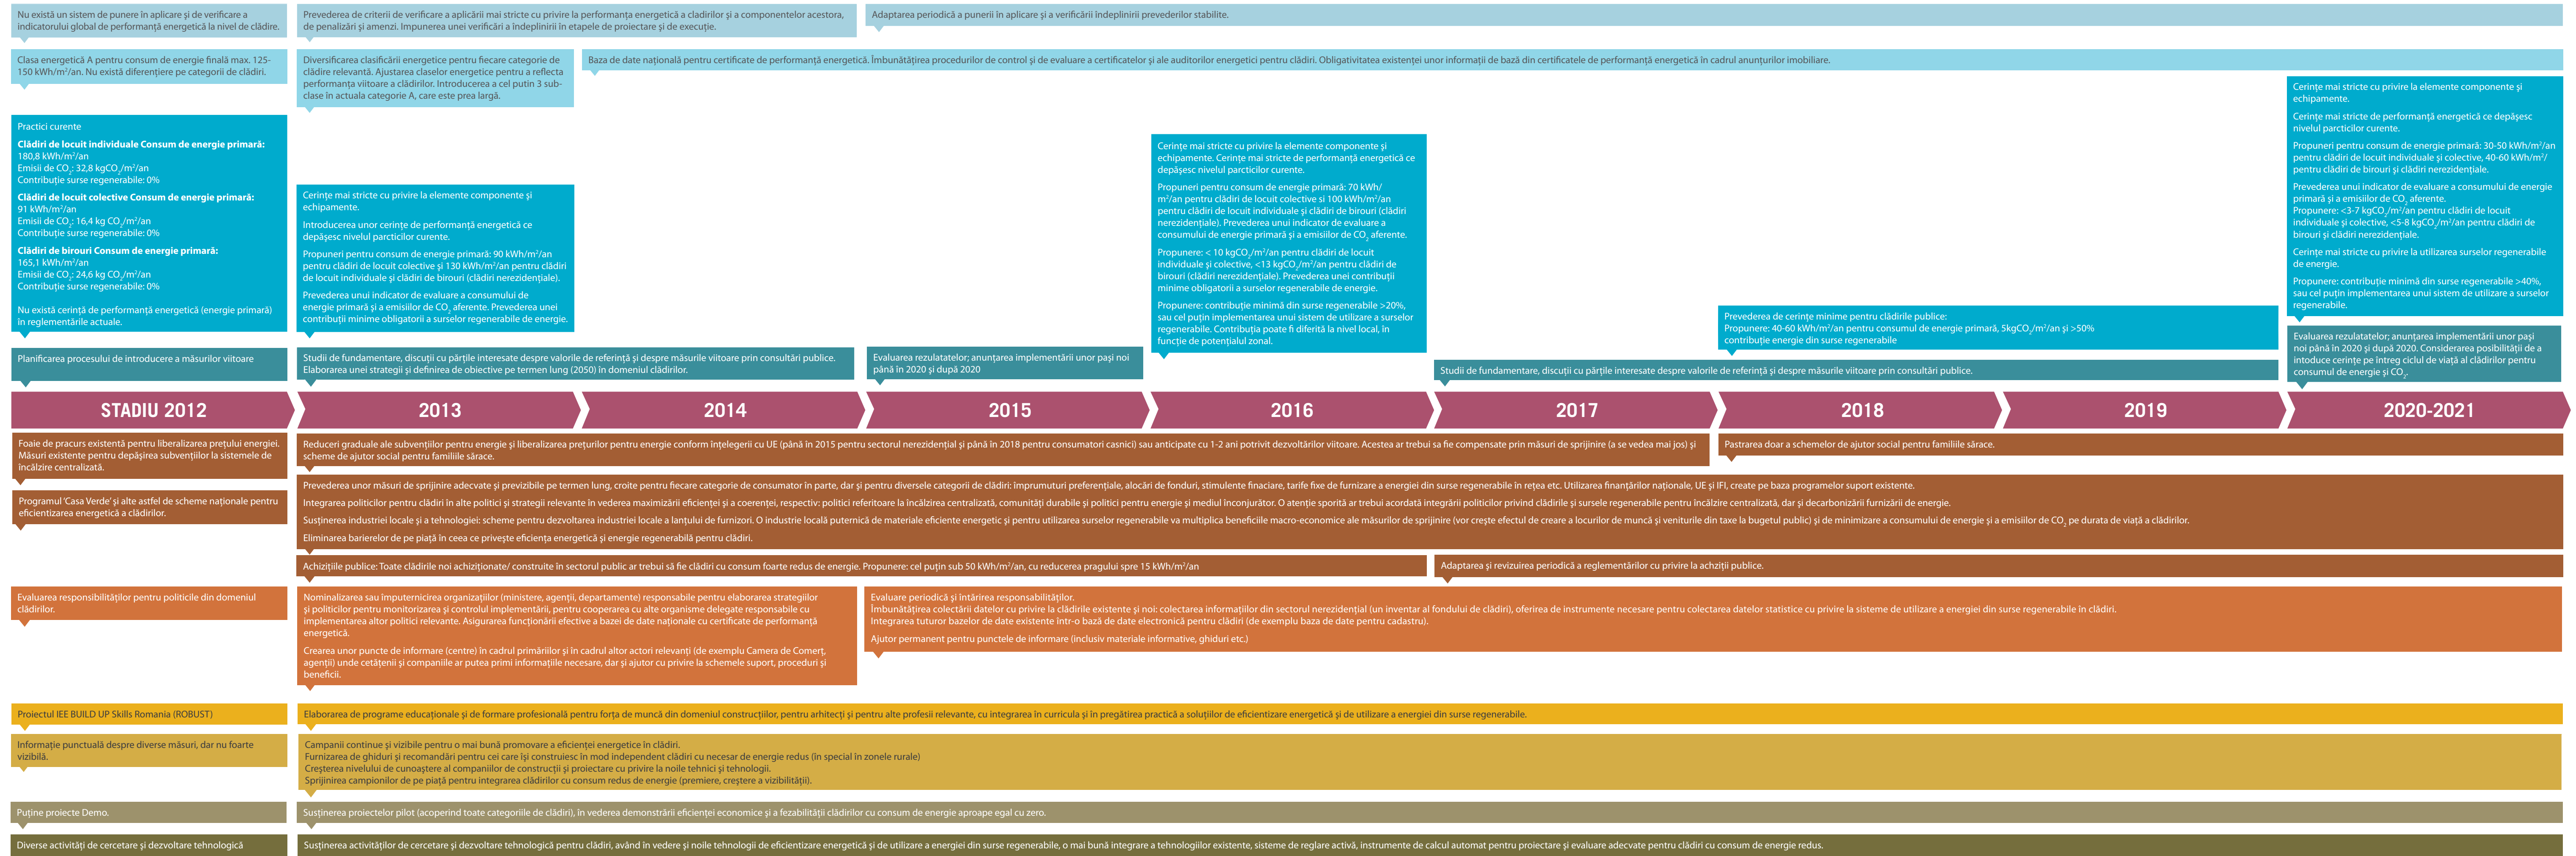 Nu există un sistem de punere în aplicare și de verificare a
indicatorului global de performanță energetică la nivel de clădire.
Prevederea de criterii de verificare a aplicării mai stricte cu privire la performanța energetică a cladirilor și a componentelor acestora,
de penalizări și amenzi. Impunerea unei verificări a îndeplinirii în etapele de proiectare și de execuție.
Adaptarea periodică a punerii în aplicare și a verificării îndeplinirii prevederilor stabilite.
Clasa energetică A pentru consum de energie finală max. 125-
150 kWh/m²/an. Nu există diferențiere pe categorii de clădiri.
Diversificarea clasificării energetice pentru fiecare categorie de
clădire relevantă. Ajustarea claselor energetice pentru a reflecta
performanța viitoare a clădirilor. Introducerea a cel putin 3 sub-
clase în actuala categorie A, care este prea largă.
Baza de date națională pentru certificate de performanță energetică. Îmbunătățirea procedurilor de control și de evaluare a certificatelor și ale auditorilor energetici pentru clădiri. Obligativitatea existenței unor informații de bază din certificatele de performanță energetică în cadrul anunțurilor imobiliare.
Practici curente
Clădiri de locuit individuale Consum de energie primară:
180,8 kWh/m²/an
Emisii de CO₂: 32,8 kgCO₂/m²/an
Contribuție surse regenerabile: 0%
Clădiri de locuit colective Consum de energie primară:
91 kWh/m²/an
Emisii de CO₂: 16,4 kg CO₂/m²/an
Contribuție surse regenerabile: 0%
Clădiri de birouri Consum de energie primară:
165,1 kWh/m²/an
Emisii de CO₂: 24,6 kg CO₂/m²/an
Contribuție surse regenerabile: 0%
Nu există cerință de performanță energetică (energie primară)
în reglementările actuale.
Cerințe mai stricte cu privire la elemente componente și
echipamente.
Introducerea unor cerințe de performanță energetică ce
depășesc nivelul parcticilor curente.
Propuneri pentru consum de energie primară: 90 kWh/m²/an
pentru clădiri de locuit colective și 130 kWh/m²/an pentru clădiri
de locuit individuale și clădiri de birouri (clădiri nerezidențiale).
Prevederea unui indicator de evaluare a consumului de
energie primară și a emisiilor de CO₂ aferente. Prevederea unei
contribuții minime obligatorii a surselor regenerabile de energie.
Cerințe mai stricte cu privire la elemente componente și
echipamente. Cerințe mai stricte de performanță energetică ce
depășesc nivelul parcticilor curente.
Propuneri pentru consum de energie primară: 70 kWh/
m²/an pentru clădiri de locuit colective si 100 kWh/m²/an
pentru clădiri de locuit individuale și clădiri de birouri (clădiri
nerezidențiale). Prevederea unui indicator de evaluare a
consumului de energie primară și a emisiilor de CO₂ aferente.
Propunere: < 10 kgCO₂/m²/an pentru clădiri de locuit
individuale și colective, <13 kgCO₂/m²/an pentru clădiri de
birouri (clădiri nerezidențiale). Prevederea unei contribuții
minime obligatorii a surselor regenerabile de energie.
Propunere: contribuție minimă din surse regenerabile >20%,
sau cel puțin implementarea unui sistem de utilizare a surselor
regenerabile. Contribuția poate fi diferită la nivel local, în
funcție de potențialul zonal.
Prevederea de cerințe minime pentru clădirile publice:
Propunere: 40-60 kWh/m²/an pentru consumul de energie primară, 5kgCO₂/m²/an și >50%
contribuție energie din surse regenerabile
Cerințe mai stricte cu privire la elemente componente și
echipamente.
Cerințe mai stricte de performanță energetică ce depășesc
nivelul parcticilor curente.
Propuneri pentru consum de energie primară: 30-50 kWh/m²/an
pentru clădiri de locuit individuale și colective, 40-60 kWh/m²/
pentru clădiri de birouri și clădiri nerezidențiale.
Prevederea unui indicator de evaluare a consumului de energie
primară și a emisiilor de CO₂ aferente.
Propunere: <3-7 kgCO₂/m²/an pentru clădiri de locuit
individuale și colective, <5-8 kgCO₂/m²/an pentru clădiri de
birouri și clădiri nerezidențiale.
Cerințe mai stricte cu privire la utilizarea surselor regenerabile
de energie.
Propunere: contribuție minimă din surse regenerabile >40%,
sau cel puțin implementarea unui sistem de utilizare a surselor
regenerabile.
Planificarea procesului de introducere a măsurilor viitoare
Studii de fundamentare, discuții cu părțile interesate despre valorile de referință și despre măsurile viitoare prin consultări publice.
Elaborarea unei strategii și definirea de obiective pe termen lung (2050) în domeniul clădirilor.
Evaluarea rezulatatelor; anunțarea implementării unor pași noi
până în 2020 și după 2020
Studii de fundamentare, discuții cu părțile interesate despre valorile de referință și despre măsurile viitoare prin consultări publice.
Evaluarea rezulatatelor; anunțarea implementării unor pași
noi până în 2020 și după 2020. Considerarea posibilității de a
intoduce cerințe pe întreg ciclul de viață al clădirilor pentru
consumul de energie și CO₂.
STADIU 2012
2013
2014
2015
2016
2017
2018
2019
2020-2021
Foaie de pracurs existentă pentru liberalizarea prețului energiei.
Măsuri existente pentru depășirea subvențiilor la sistemele de
încălzire centralizată.
Reduceri graduale ale subvențiilor pentru energie și liberalizarea prețurilor pentru energie conform înțelegerii cu UE (până în 2015 pentru sectorul nerezidențial și până în 2018 pentru consumatori casnici) sau anticipate cu 1-2 ani potrivit dezvoltărilor viitoare. Acestea ar trebui sa fie compensate prin măsuri de sprijinire (a se vedea mai jos) și
scheme de ajutor social pentru familiile sărace.
Pastrarea doar a schemelor de ajutor social pentru familiile sărace.
Programul 'Casa Verde' și alte astfel de scheme naționale pentru
eficientizarea energetică a clădirilor.
Prevederea unor măsuri de sprijinire adecvate și previzibile pe termen lung, croite pentru fiecare categorie de consumator în parte, dar și pentru diversele categorii de clădiri: împrumuturi preferențiale, alocări de fonduri, stimulente finaciare, tarife fixe de furnizare a energiei din surse regenerabile în rețea etc. Utilizarea finanțărilor naționale, UE și IFI, create pe baza programelor suport existente.
Integrarea politicilor pentru clădiri în alte politici și strategii relevante în vederea maximizării eficienței și a coerenței, respectiv: politici referitoare la încălzirea centralizată, comunități durabile și politici pentru energie și mediul înconjurător. O atenție sporită ar trebui acordată integrării politicilor privind clădirile și sursele regenerabile pentru încălzire centralizată, dar și decarbonizării furnizării de energie.
Susținerea industriei locale și a tehnologiei: scheme pentru dezvoltarea industriei locale a lanțului de furnizori. O industrie locală puternică de materiale eficiente energetic și pentru utilizarea surselor regenerabile va multiplica beneficiile macro-economice ale măsurilor de sprijinire (vor crește efectul de creare a locurilor de muncă și veniturile din taxe la bugetul public) și de minimizare a consumului de energie și a emisiilor de CO₂ pe durata de viață a clădirilor.
Eliminarea barierelor de pe piață în ceea ce privește eficiența energetică și energie regenerabilă pentru clădiri.
Achizițiile publice: Toate clădirile noi achiziționate/ construite în sectorul public ar trebui să fie clădiri cu consum foarte redus de energie. Propunere: cel puțin sub 50 kWh/m²/an, cu reducerea pragului spre 15 kWh/m²/an
Adaptarea și revizuirea periodică a reglementărilor cu privire la achziții publice.
Evaluarea responsibilităților pentru politicile din domeniul
clădirilor.
Nominalizarea sau împuternicirea organizațiilor (ministere, agenții, departamente) responsabile pentru elaborarea strategiilor
și politicilor pentru monitorizarea și controlul implementării, pentru cooperarea cu alte organisme delegate responsabile cu
implementarea altor politici relevante. Asigurarea funcționării efective a bazei de date naționale cu certificate de performanță
energetică.
Crearea unor puncte de informare (centre) în cadrul primăriilor și în cadrul altor actori relevanți (de exemplu Camera de Comerț,
agenții) unde cetățenii și companiile ar putea primi informațiile necesare, dar și ajutor cu privire la schemele suport, proceduri și
beneficii.
Evaluare periodică și întărirea responsabilităților.
Îmbunătățirea colectării datelor cu privire la clădirile existente și noi: colectarea informațiilor din sectorul nerezidențial (un inventar al fondului de clădiri), oferirea de instrumente necesare pentru colectarea datelor statistice cu privire la sisteme de utilizare a energiei din surse regenerabile în clădiri.
Integrarea tuturor bazelor de date existente într-o bază de date electronică pentru clădiri (de exemplu baza de date pentru cadastru).
Ajutor permanent pentru punctele de informare (inclusiv materiale informative, ghiduri etc.)
Proiectul IEE BUILD UP Skills Romania (ROBUST)
Elaborarea de programe educaționale și de formare profesională pentru forța de muncă din domeniul construcțiilor, pentru arhitecți și pentru alte profesii relevante, cu integrarea în curricula și în pregătirea practică a soluțiilor de eficientizare energetică și de utilizare a energiei din surse regenerabile.
Informație punctuală despre diverse măsuri, dar nu foarte
vizibilă.
Campanii continue și vizibile pentru o mai bună promovare a eficienței energetice în clădiri.
Furnizarea de ghiduri și recomandări pentru cei care își construiesc în mod independent clădiri cu necesar de energie redus (în special în zonele rurale)
Creșterea nivelului de cunoaștere al companiilor de construcții și proiectare cu privire la noile tehnici și tehnologii.
Sprijinirea campionilor de pe piață pentru integrarea clădirilor cu consum redus de energie (premiere, creștere a vizibilității).
Puține proiecte Demo.
Susținerea proiectelor pilot (acoperind toate categoriile de clădiri), în vederea demonstrării eficienței economice și a fezabilității clădirilor cu consum de energie aproape egal cu zero.
Diverse activități de cercetare și dezvoltare tehnologică
Susținerea activităților de cercetare și dezvoltare tehnologică pentru clădiri, având în vedere și noile tehnologii de eficientizare energetică și de utilizare a energiei din surse regenerabile, o mai bună integrare a tehnologiilor existente, sisteme de reglare activă, instrumente de calcul automat pentru proiectare și evaluare adecvate pentru clădiri cu consum de energie redus.